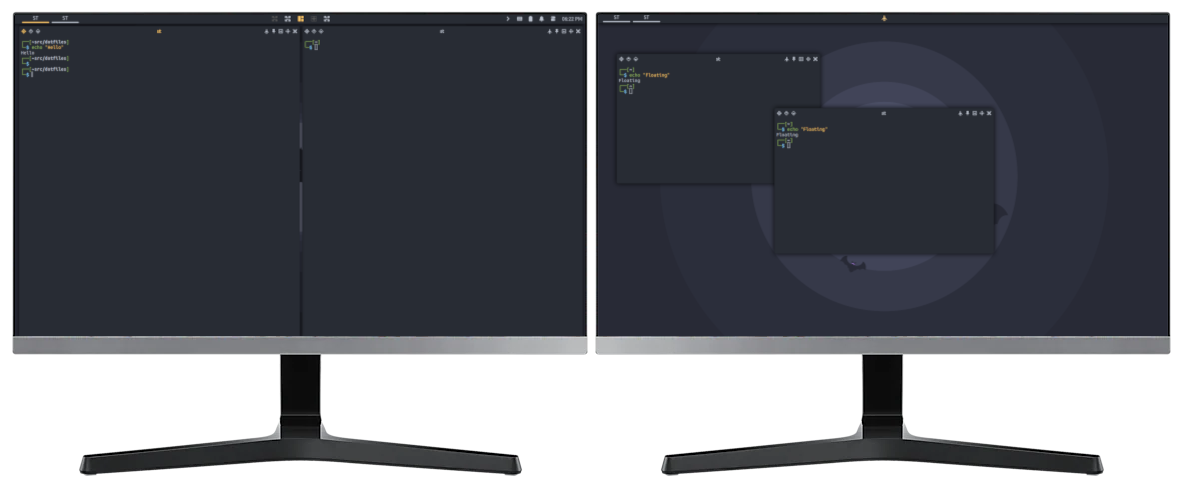 ST ST 08:22 PM
st
┌─[~src/dotfiles]
└─$ echo "Hello"
Hello
┌─[~src/dotfiles]
└─$
┌─[~src/dotfiles]
└─$
st
┌─[~]
└─$
ST ST
st
┌─[~]
└─$ echo "Floating"
Floating
┌─[~]
└─$
st
┌─[~]
└─$ echo "Floating"
Floating
┌─[~]
└─$